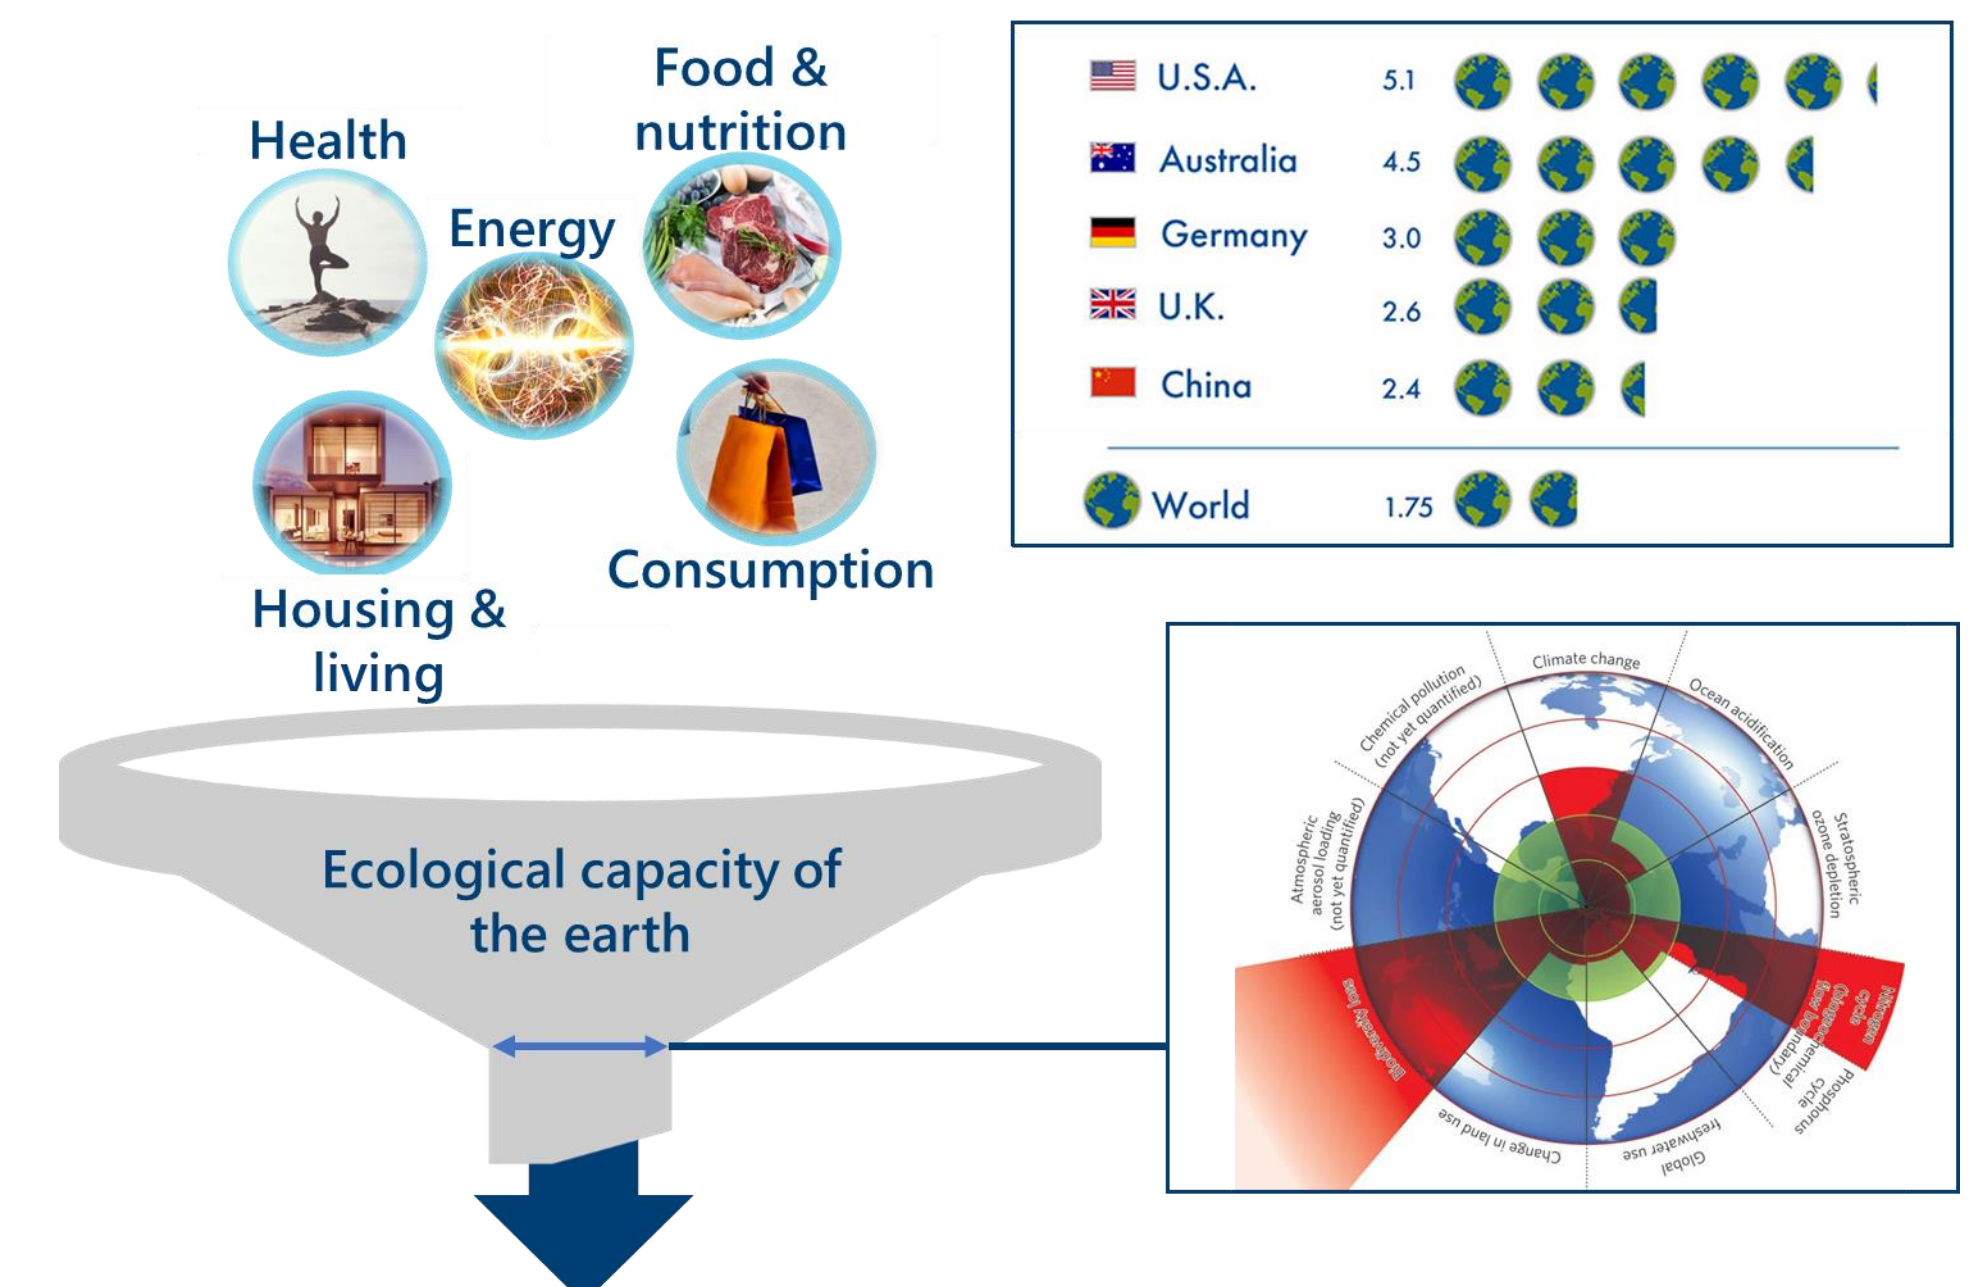 Food &
nutrition
Health
Energy
Consumption
Housing &
living
Ecological capacity of
the earth
U.S.A. 5.1
Australia 4.5
Germany 3.0
U.K. 2.6
China 2.4
World 1.75
Climate change
Ocean acidification
Stratospheric
ozone depletion
Nitrogen
cycle
(biogeochemical
flow boundary)
Phosphorus
cycle
Global
freshwater use
Change in land use
Biodiversity loss
Atmospheric
aerosol loading
(not yet quantified)
Chemical pollution
(not yet quantified)